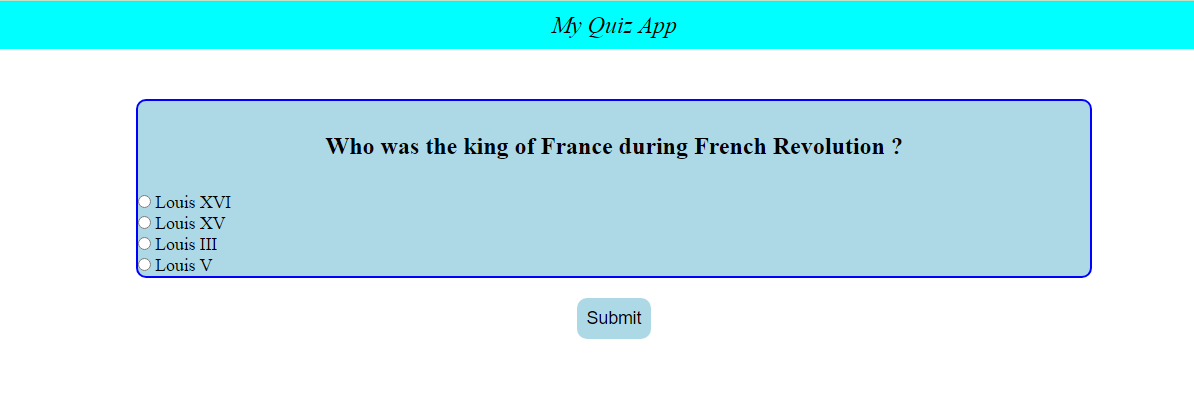 My Quiz App
Who was the king of France during French Revolution ?
Louis XVI
Louis XV
Louis III
Louis V
Submit